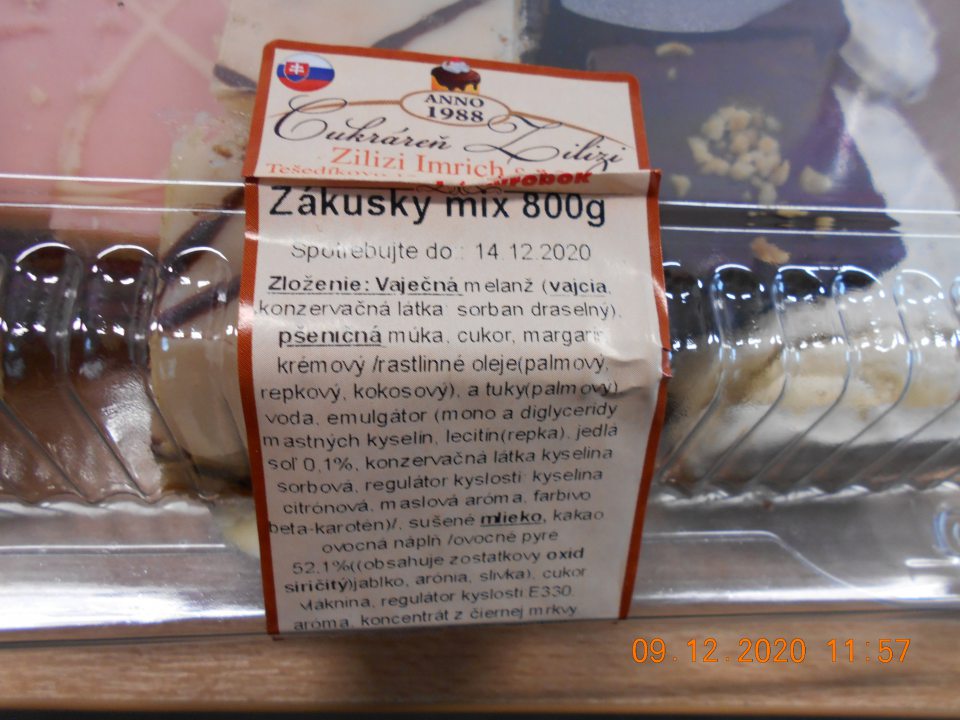 ANNO
1988
Cukráreň Zilizi
Zilizi Imrich
Tešedíkovo
výrobok
Zákusky mix 800g
Spotrebujte do : 14.12.2020
Zloženie: Vaječná melanž (vajcia,
konzervačná látka sorban draselný),
pšeničná múka, cukor, margarín
krémový /rastlinné oleje(palmový,
repkový, kokosový), a tuky(palmový)
voda, emulgátor (mono a diglyceridy
mastných kyselín, lecitín(repka), jedlá
soľ 0,1%, konzervačná látka kyselina
sorbová, regulátor kyslosti kyselina
citrónová, maslová aróma, farbivo
beta-karotén)/, sušené mlieko, kakao
ovocná náplň /ovocné pyre
52,1%((obsahuje zostatkovy oxid
siričitý)jablko, arónia, slivka), cukor
vláknina, regulátor kyslosti E330,
aróma, koncentrát z čiernej mrkvy
09.12.2020 11:57